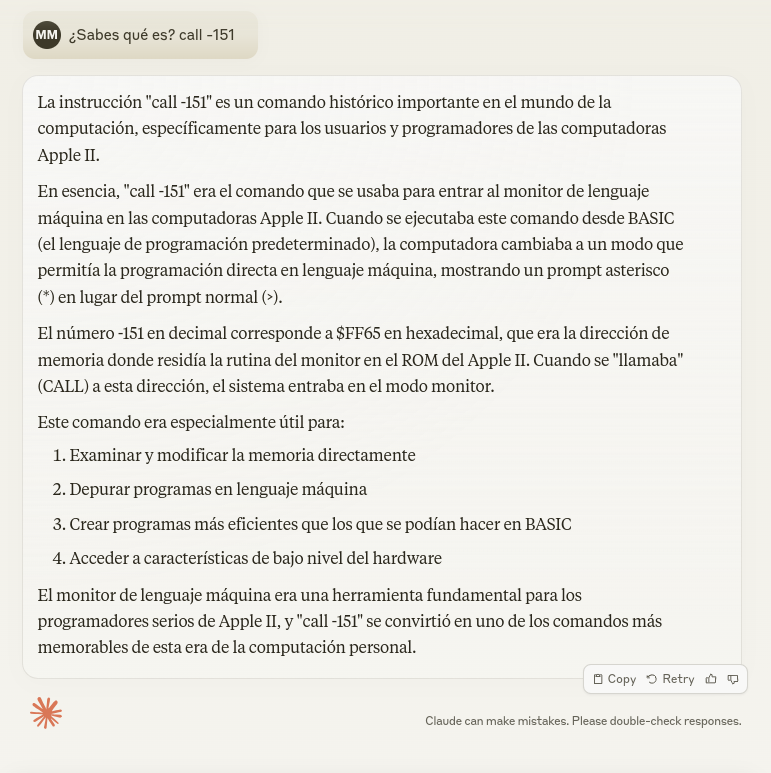 MM ¿Sabes qué es? call -151
La instrucción "call -151" es un comando histórico importante en el mundo de la
computación, específicamente para los usuarios y programadores de las computadoras
Apple II.
En esencia, "call -151" era el comando que se usaba para entrar al monitor de lenguaje
máquina en las computadoras Apple II. Cuando se ejecutaba este comando desde BASIC
(el lenguaje de programación predeterminado), la computadora cambiaba a un modo que
permitía la programación directa en lenguaje máquina, mostrando un prompt asterisco
(*) en lugar del prompt normal (>).
El número -151 en decimal corresponde a $FF65 en hexadecimal, que era la dirección de
memoria donde residía la rutina del monitor en el ROM del Apple II. Cuando se "llamaba"
(CALL) a esta dirección, el sistema entraba en el modo monitor.
Este comando era especialmente útil para:
1. Examinar y modificar la memoria directamente
2. Depurar programas en lenguaje máquina
3. Crear programas más eficientes que los que se podían hacer en BASIC
4. Acceder a características de bajo nivel del hardware
El monitor de lenguaje máquina era una herramienta fundamental para los
programadores serios de Apple II, y "call -151" se convirtió en uno de los comandos más
memorables de esta era de la computación personal.
Copy Retry
Claude can make mistakes. Please double-check responses.